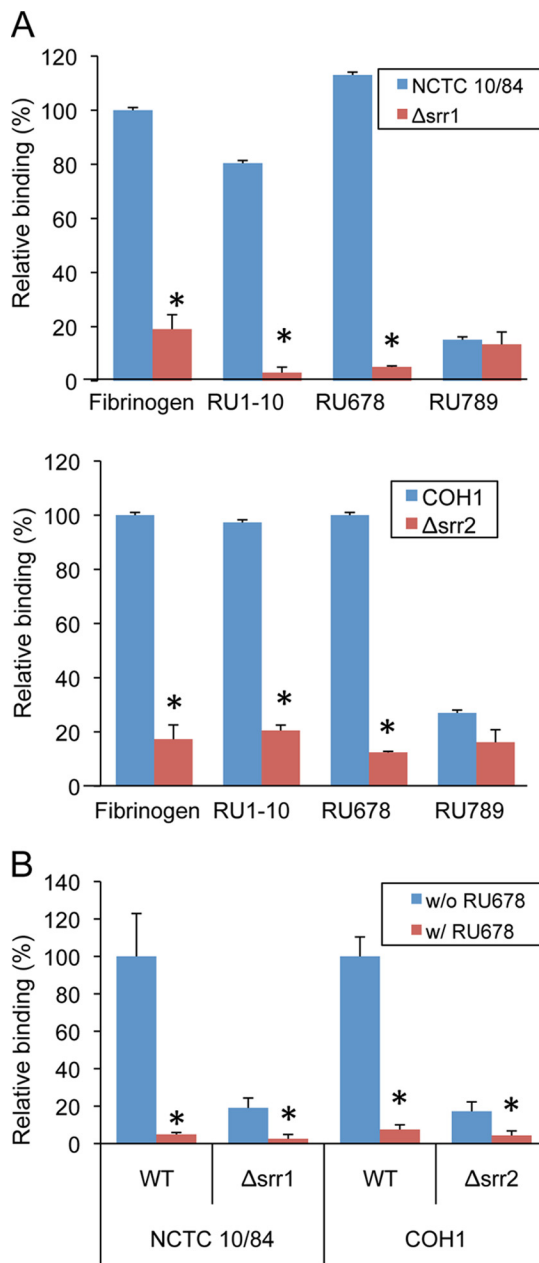 A
Relative binding (%)
120
100
80
60
40
20
0
NCTC 10/84
Δsrr1
*
*
*
Fibrinogen RU1-10 RU678 RU789
Relative binding (%)
120
100
80
60
40
20
0
COH1
Δsrr2
*
*
*
Fibrinogen RU1-10 RU678 RU789
B
Relative binding (%)
140
120
100
80
60
40
20
0
w/o RU678
w/ RU678
*
*
*
*
WT Δsrr1 WT Δsrr2
NCTC 10/84 COH1